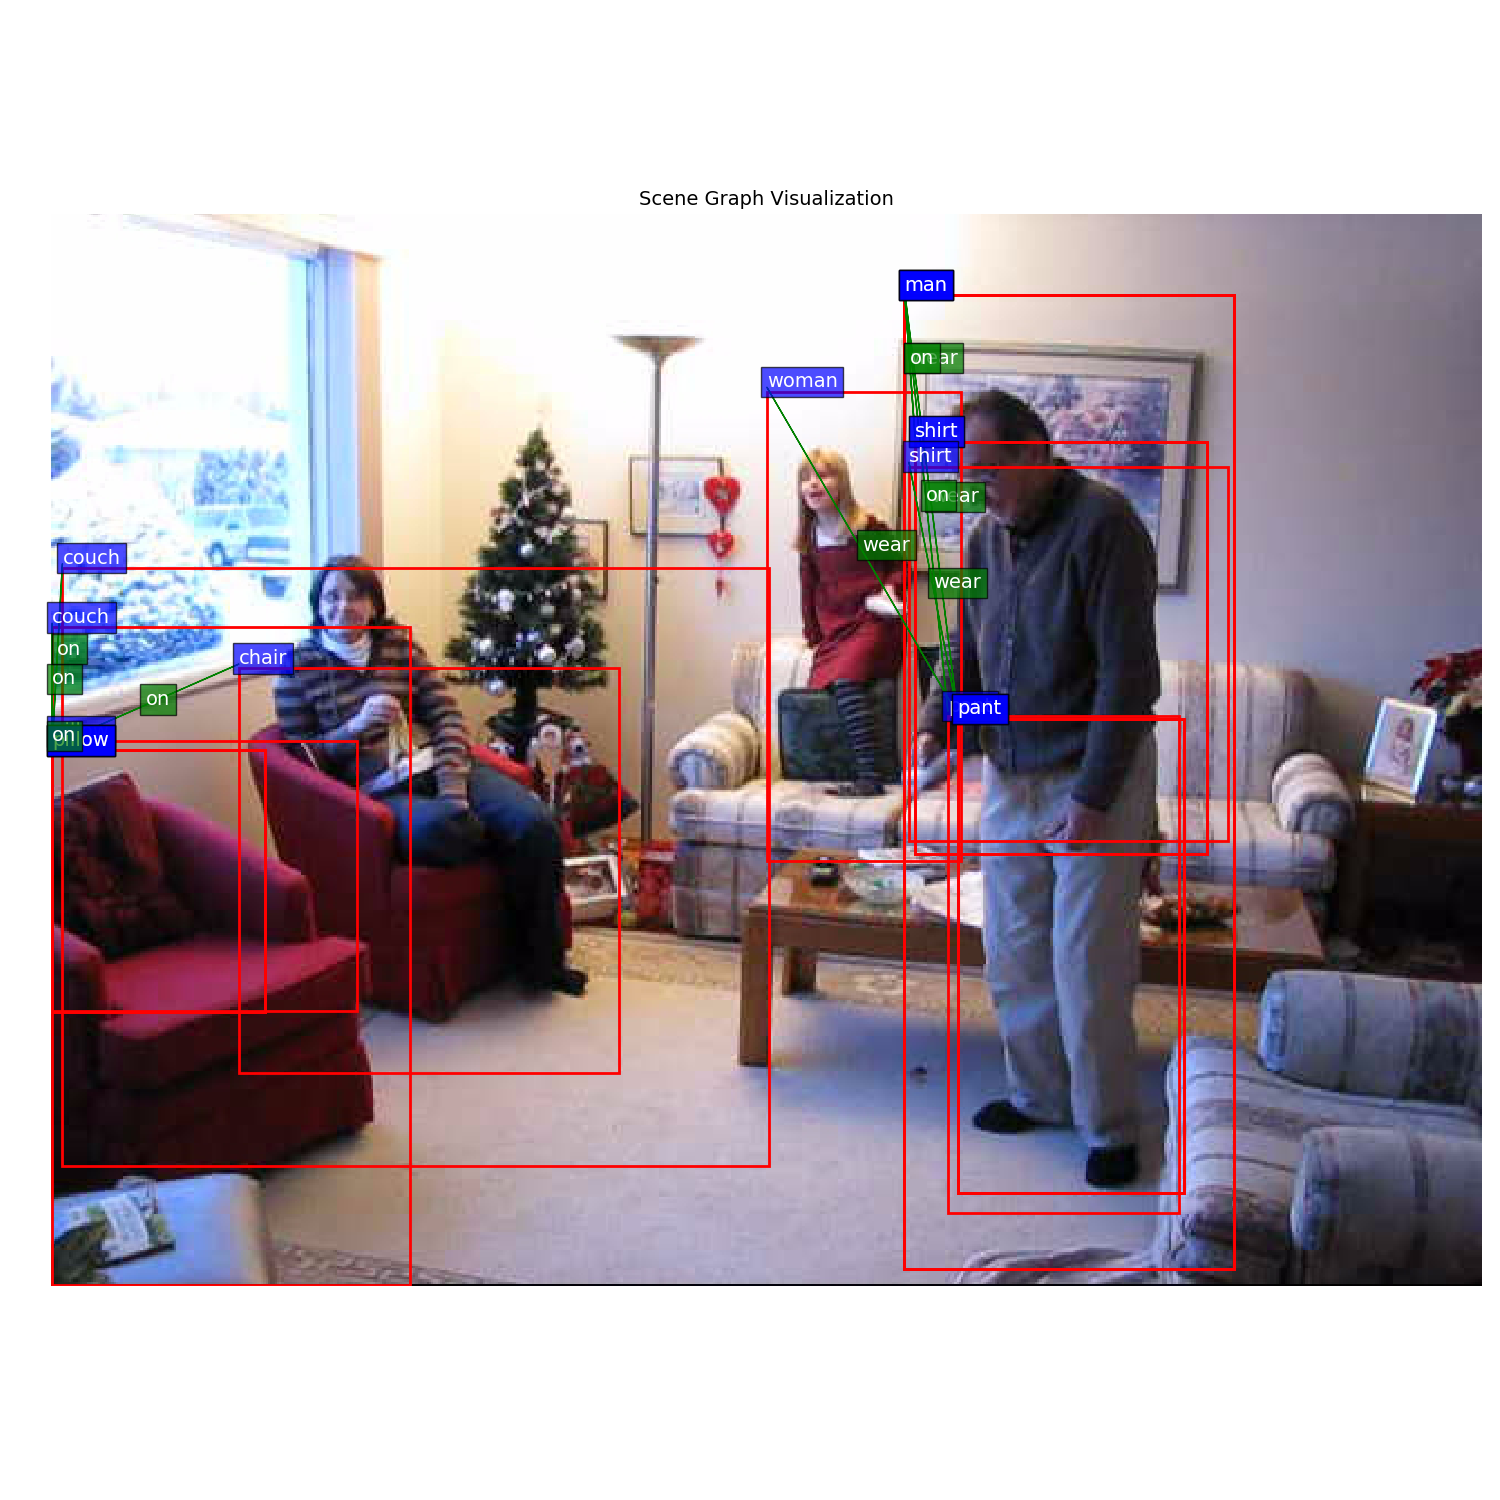 Scene Graph Visualization
man
on
ar
woman
shirt
shirt
on
ear
wear
couch
wear
couch
on
chair
on
on
pant
on
ow